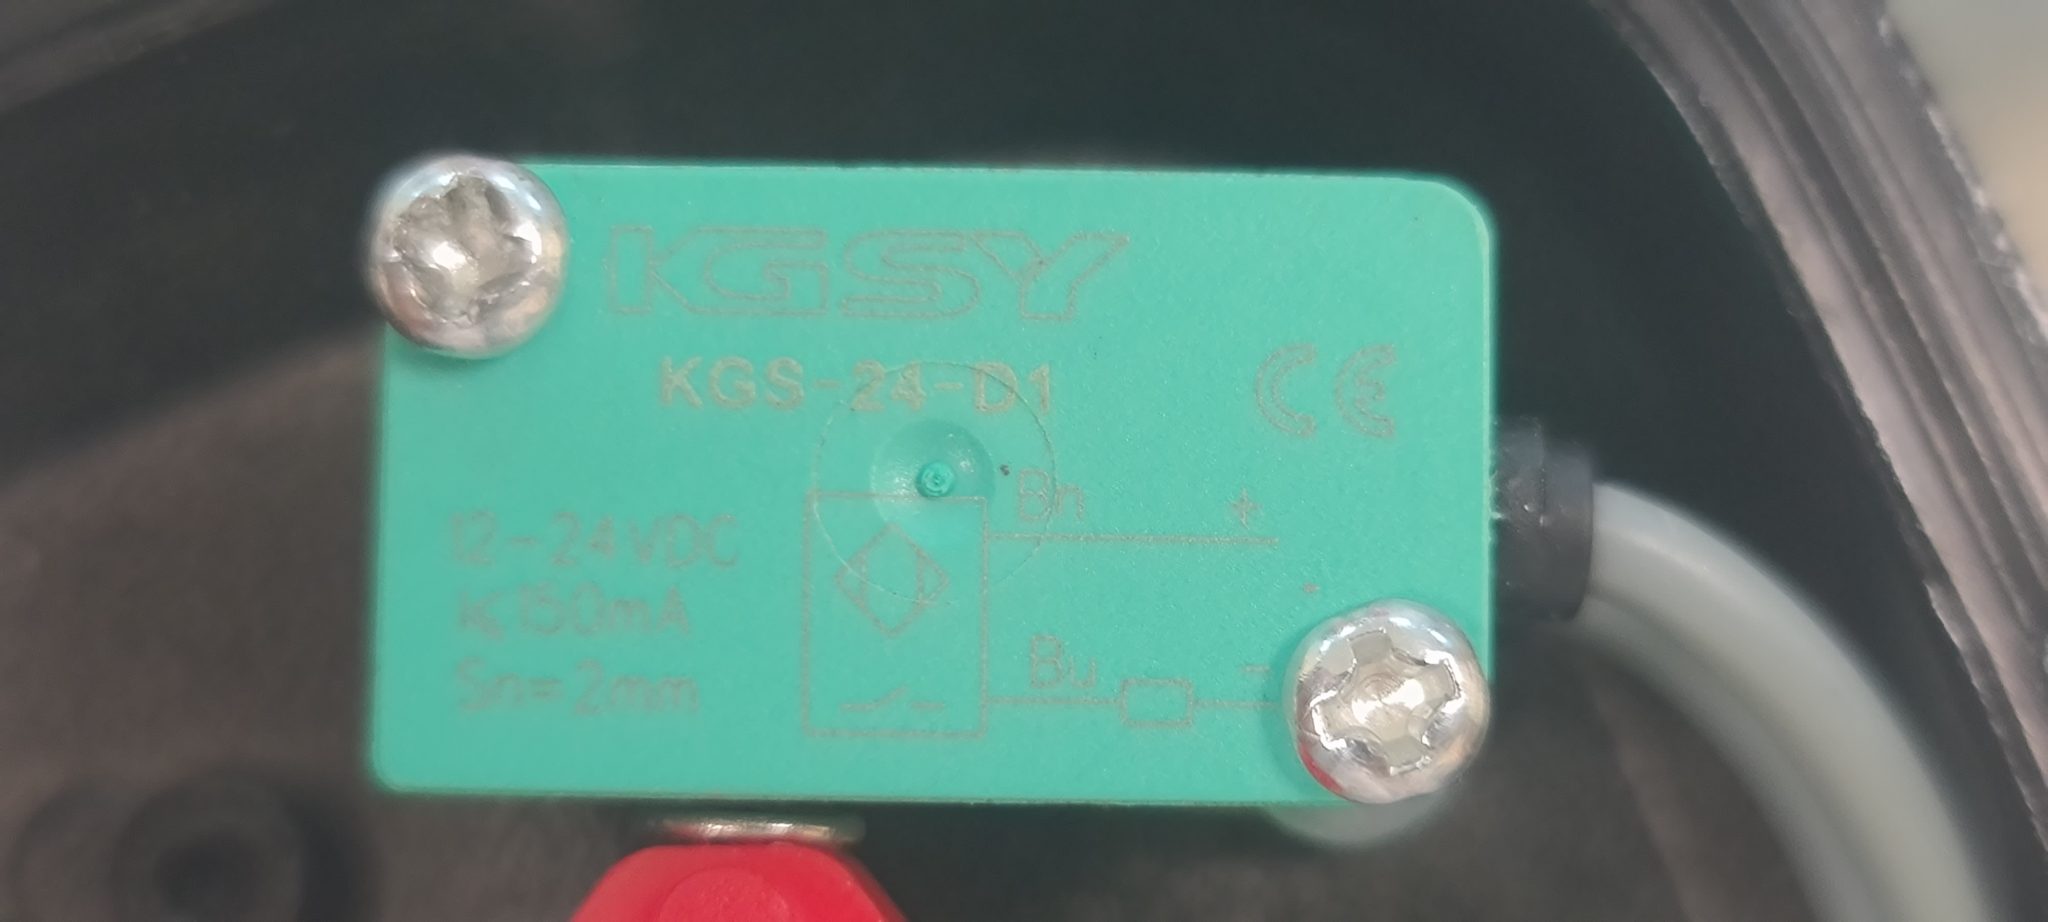 KGSY
KGS-24-D1
CE
12-24VDC
I≤150mA
Sn=2mm
Bn +
Bu -